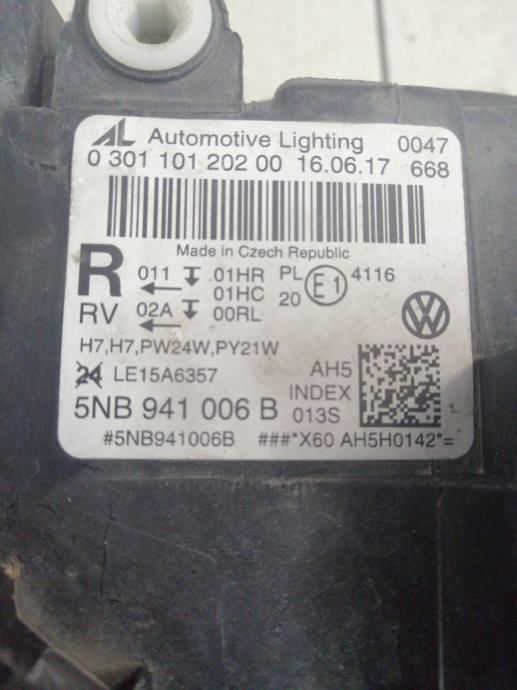 AL Automotive Lighting 0047
0 301 101 202 00 16.06.17 668
Made in Czech Republic
R 011 .01HR PL E1 4116
01HC 20
RV 02A 00RL
H7,H7,PW24W,PY21W
24 LE15A6357 AH5
INDEX
5NB 941 006 B 013S
#5NB941006B ###*X60 AH5H0142*=